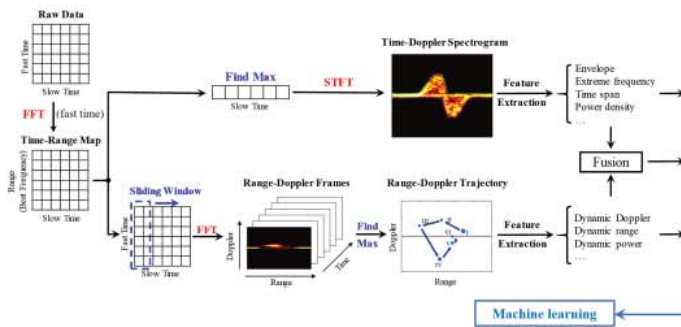 Raw Data
Fast Time
Slow Time
FFT (fast time)
Time-Range Map
Range
(Beat Frequency)
Slow Time
Find Max
Slow Time
STFT
Time-Doppler Spectrogram
Feature
Extraction
Envelope
Extreme frequency
Time span
Power density
...
Fusion
Sliding Window
Fast Time
Slow Time
FFT
Range-Doppler Frames
Doppler
Range
Time
Find
Max
Range-Doppler Trajectory
Doppler
Range
Feature
Extraction
Dynamic Doppler
Dynamic range
Dynamic power
...
Machine learning